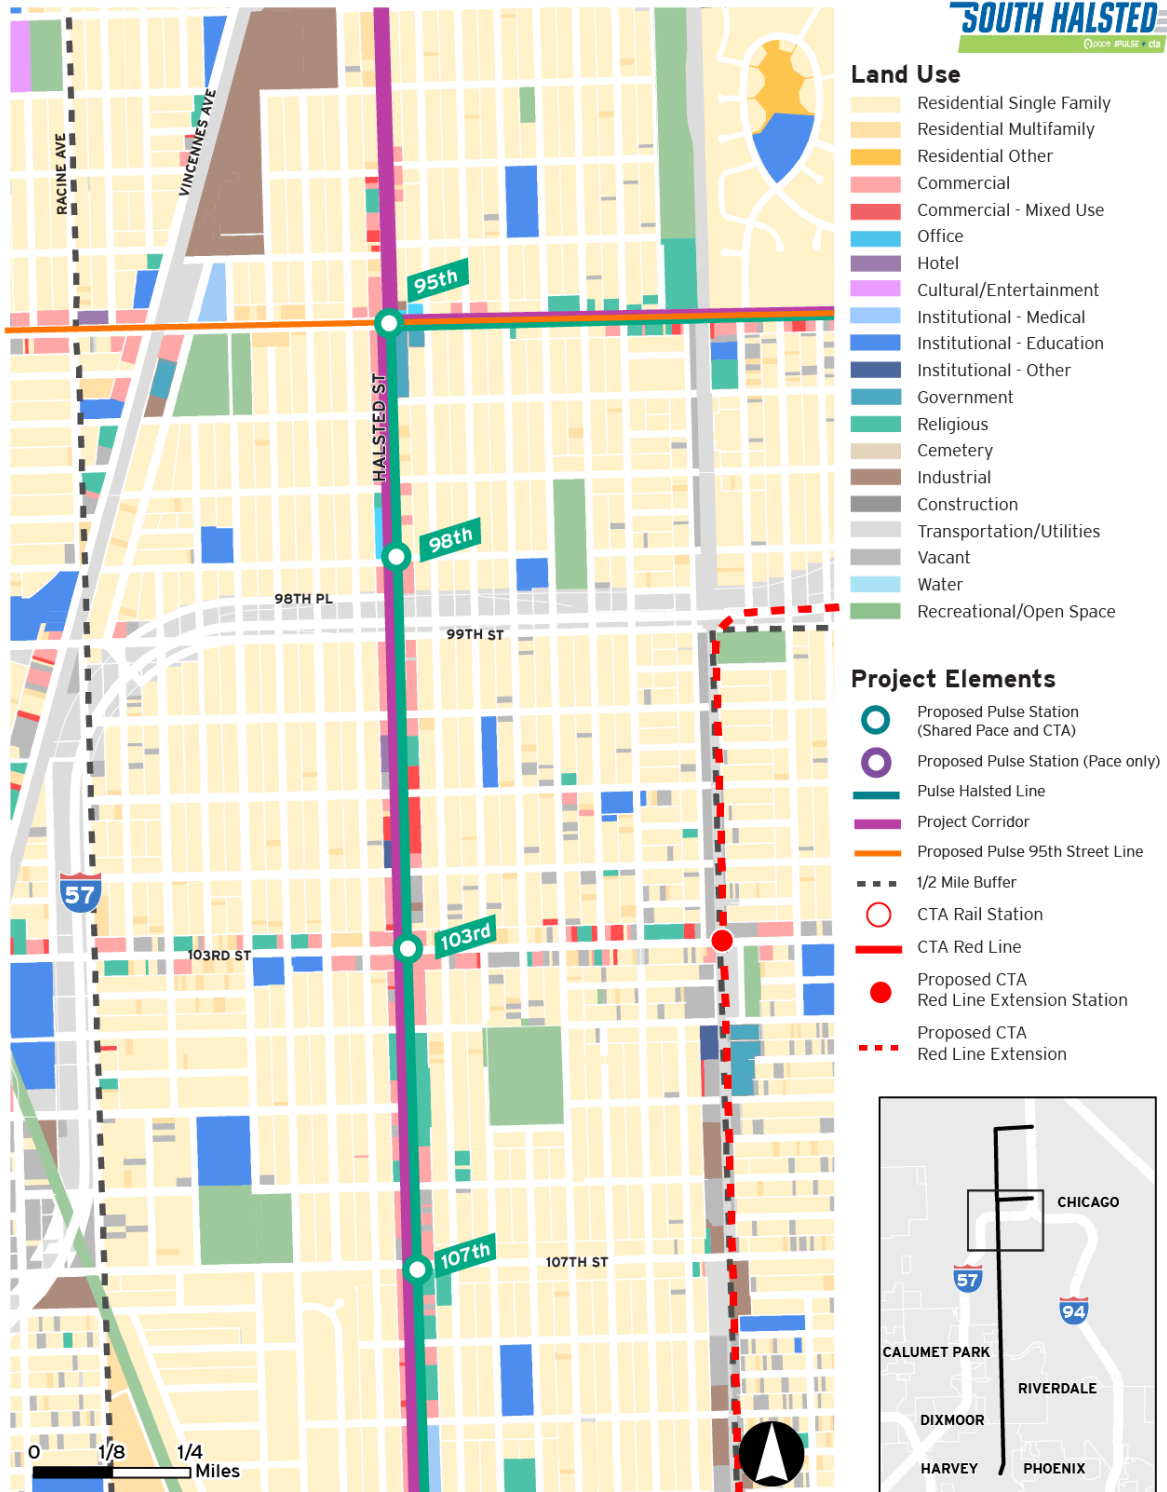 SOUTH HALSTED
pace PULSE + cta
Land Use
Residential Single Family
Residential Multifamily
Residential Other
Commercial
Commercial - Mixed Use
Office
Hotel
Cultural/Entertainment
Institutional - Medical
Institutional - Education
Institutional - Other
Government
Religious
Cemetery
Industrial
Construction
Transportation/Utilities
Vacant
Water
Recreational/Open Space
Project Elements
Proposed Pulse Station
(Shared Pace and CTA)
Proposed Pulse Station (Pace only)
Pulse Halsted Line
Project Corridor
Proposed Pulse 95th Street Line
1/2 Mile Buffer
CTA Rail Station
CTA Red Line
Proposed CTA
Red Line Extension Station
Proposed CTA
Red Line Extension
RACINE AVE
VINCENNES AVE
95th
HALSTED ST
98th
98TH PL
99TH ST
57
103rd
103RD ST
107th
107TH ST
0 1/8 1/4
Miles
CHICAGO
57
94
CALUMET PARK
RIVERDALE
DIXMOOR
HARVEY
PHOENIX